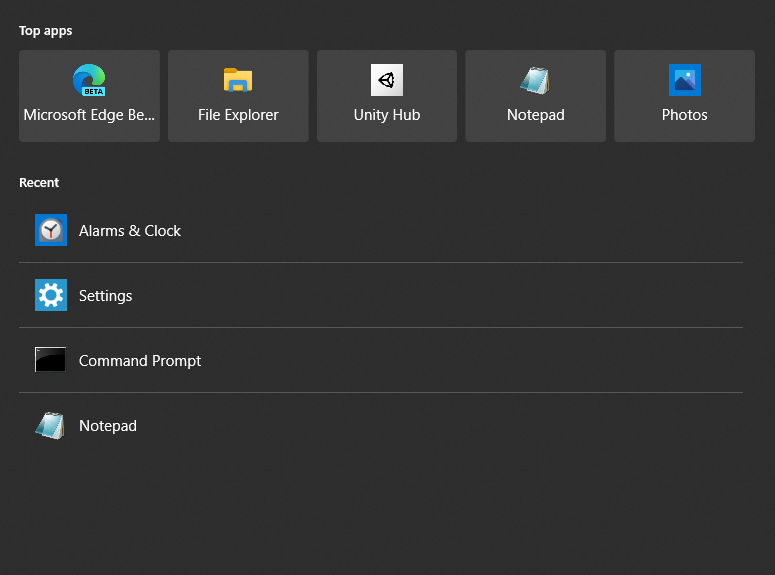 Top apps
BETA
Microsoft Edge Be...
File Explorer
Unity Hub
Notepad
Photos
Recent
Alarms & Clock
Settings
Command Prompt
Notepad